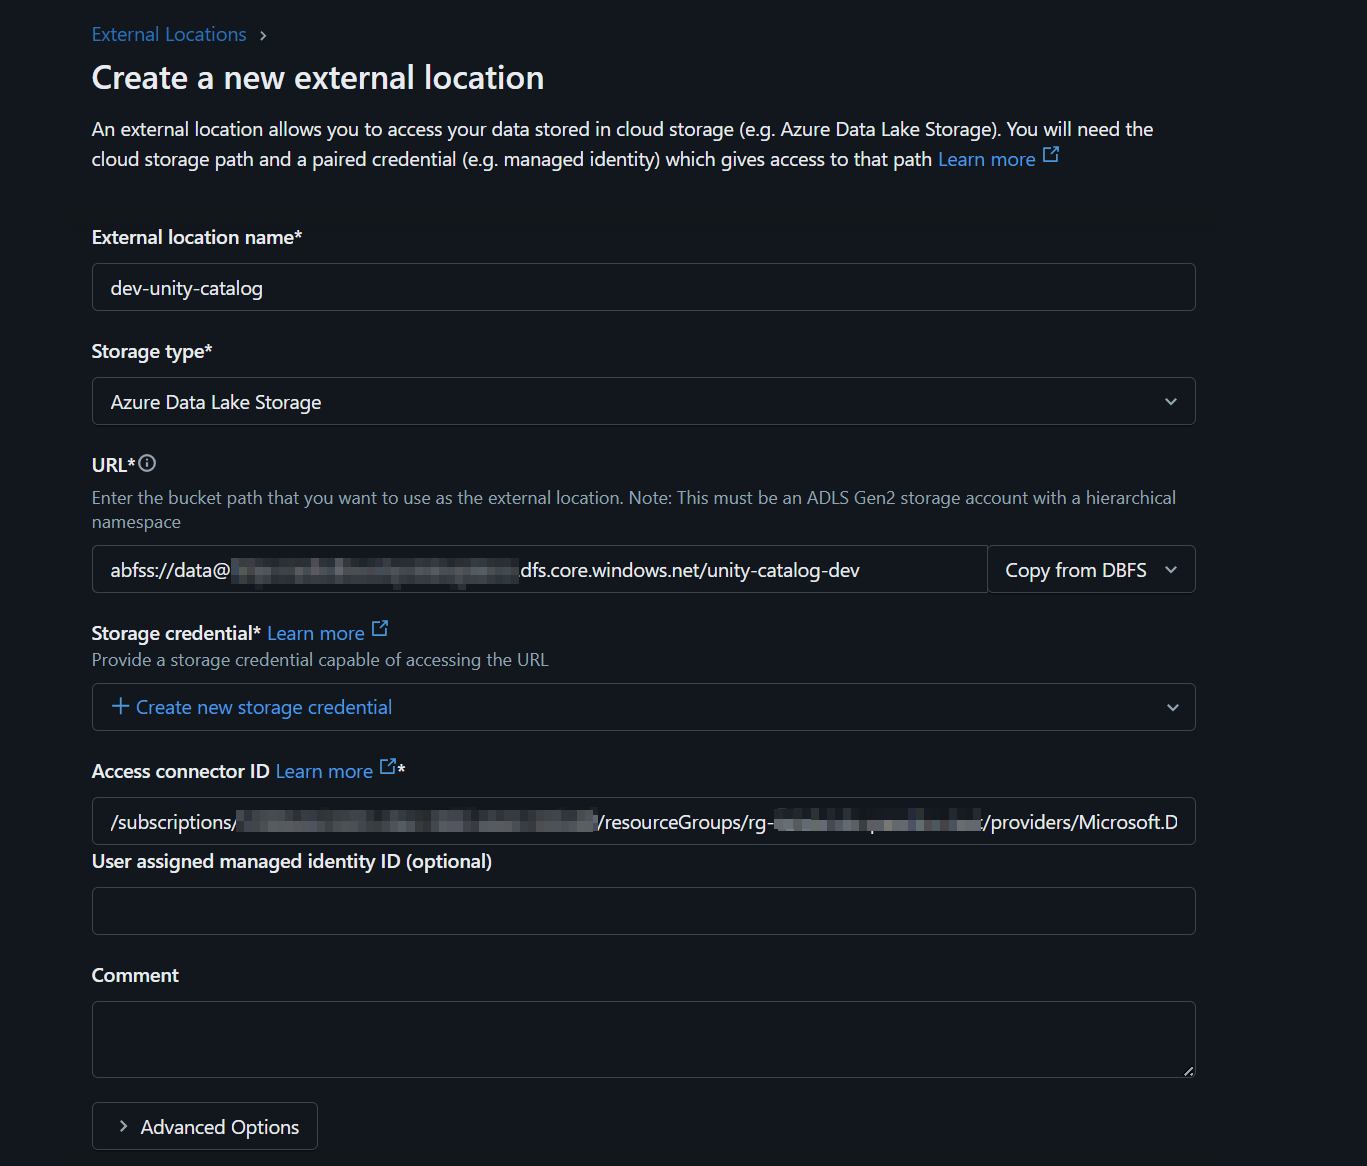 External Locations
Create a new external location
An external location allows you to access your data stored in cloud storage (e.g. Azure Data Lake Storage). You will need the
cloud storage path and a paired credential (e.g. managed identity) which gives access to that path Learn more
External location name*
dev-unity-catalog
Storage type*
Azure Data Lake Storage
URL*
Enter the bucket path that you want to use as the external location. Note: This must be an ADLS Gen2 storage account with a hierarchical
namespace
abfss://data@ .dfs.core.windows.net/unity-catalog-dev Copy from DBFS
Storage credential* Learn more
Provide a storage credential capable of accessing the URL
+ Create new storage credential
Access connector ID Learn more *
/subscriptions/ /resourceGroups/rg- /providers/Microsoft.D
User assigned managed identity ID (optional)
Comment
Advanced Options